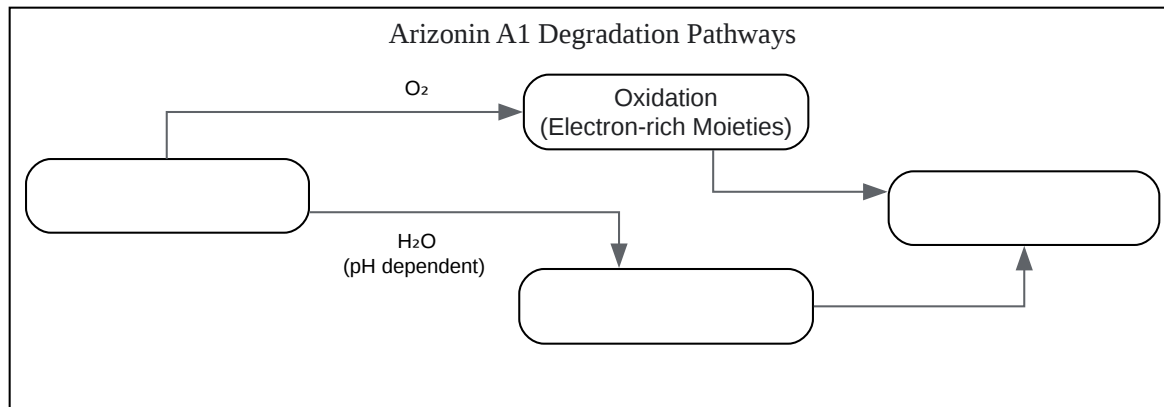 Arizonin A1 Degradation Pathways
O₂
Oxidation
(Electron-rich Moieties)
H₂O
(pH dependent)